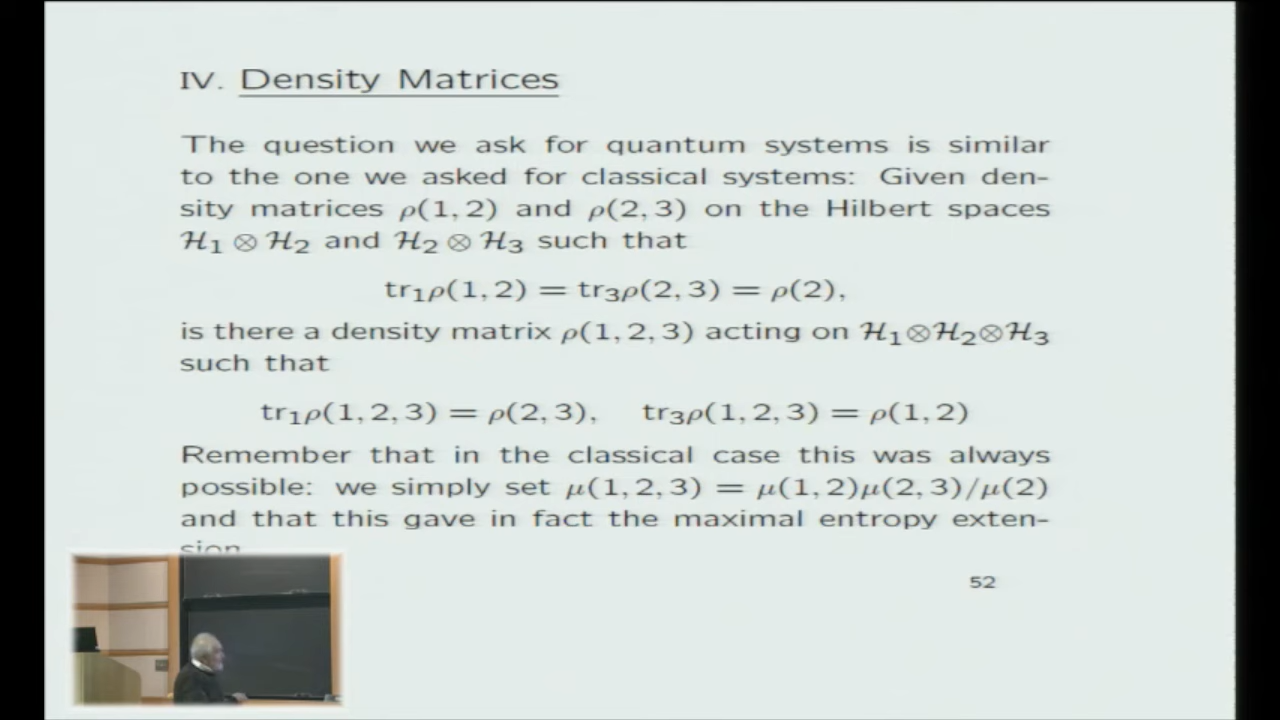 IV. Density Matrices
The question we ask for quantum systems is similar
to the one we asked for classical systems: Given den-
sity matrices ρ(1, 2) and ρ(2, 3) on the Hilbert spaces
ℋ₁ ⊗ ℋ₂ and ℋ₂ ⊗ ℋ₃ such that
tr₁ρ(1, 2) = tr₃ρ(2, 3) = ρ(2),
is there a density matrix ρ(1, 2, 3) acting on ℋ₁⊗ℋ₂⊗ℋ₃
such that
tr₁ρ(1, 2, 3) = ρ(2, 3), tr₃ρ(1, 2, 3) = ρ(1, 2)
Remember that in the classical case this was always
possible: we simply set μ(1, 2, 3) = μ(1, 2)μ(2, 3)/μ(2)
and that this gave in fact the maximal entropy exten-
sion.
52